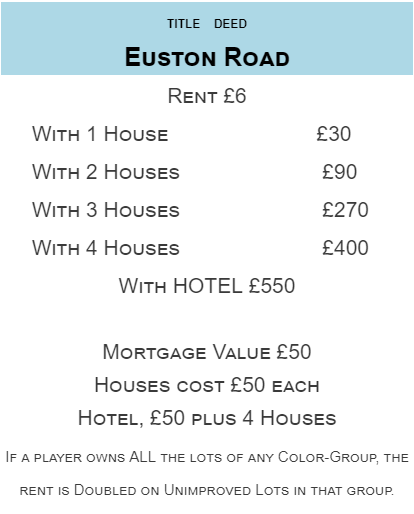 TITLE DEED
EUSTON ROAD
RENT £6
WITH 1 HOUSE £30
WITH 2 HOUSES £90
WITH 3 HOUSES £270
WITH 4 HOUSES £400
WITH HOTEL £550
MORTGAGE VALUE £50
HOUSES COST £50 EACH
HOTEL, £50 PLUS 4 HOUSES
IF A PLAYER OWNS ALL THE LOTS OF ANY COLOR-GROUP, THE
RENT IS DOUBLED ON UNIMPROVED LOTS IN THAT GROUP.